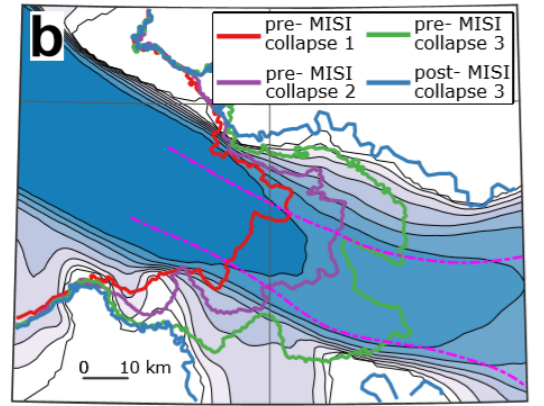 b
pre- MISI
collapse 1
pre- MISI
collapse 2
pre- MISI
collapse 3
post- MISI
collapse 3
0 10 km